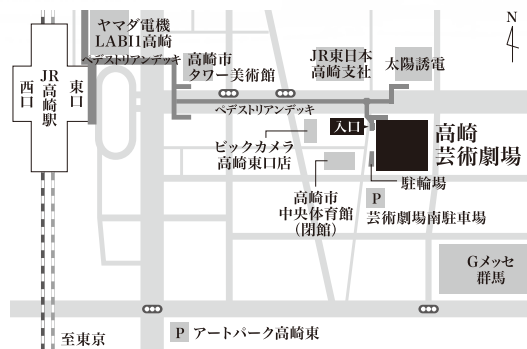 ヤマダ電機
LABI1高崎
ペデストリアンデッキ
高崎市
タワー美術館
JR東日本
高崎支社
太陽誘電
N
西口
JR高崎駅
東口
ペデストリアンデッキ
入口
高崎
芸術劇場
ビックカメラ
高崎東口店
駐輪場
高崎市
中央体育館
（閉館）
P
芸術劇場南駐車場
Gメッセ
群馬
至東京
P アートパーク高崎東